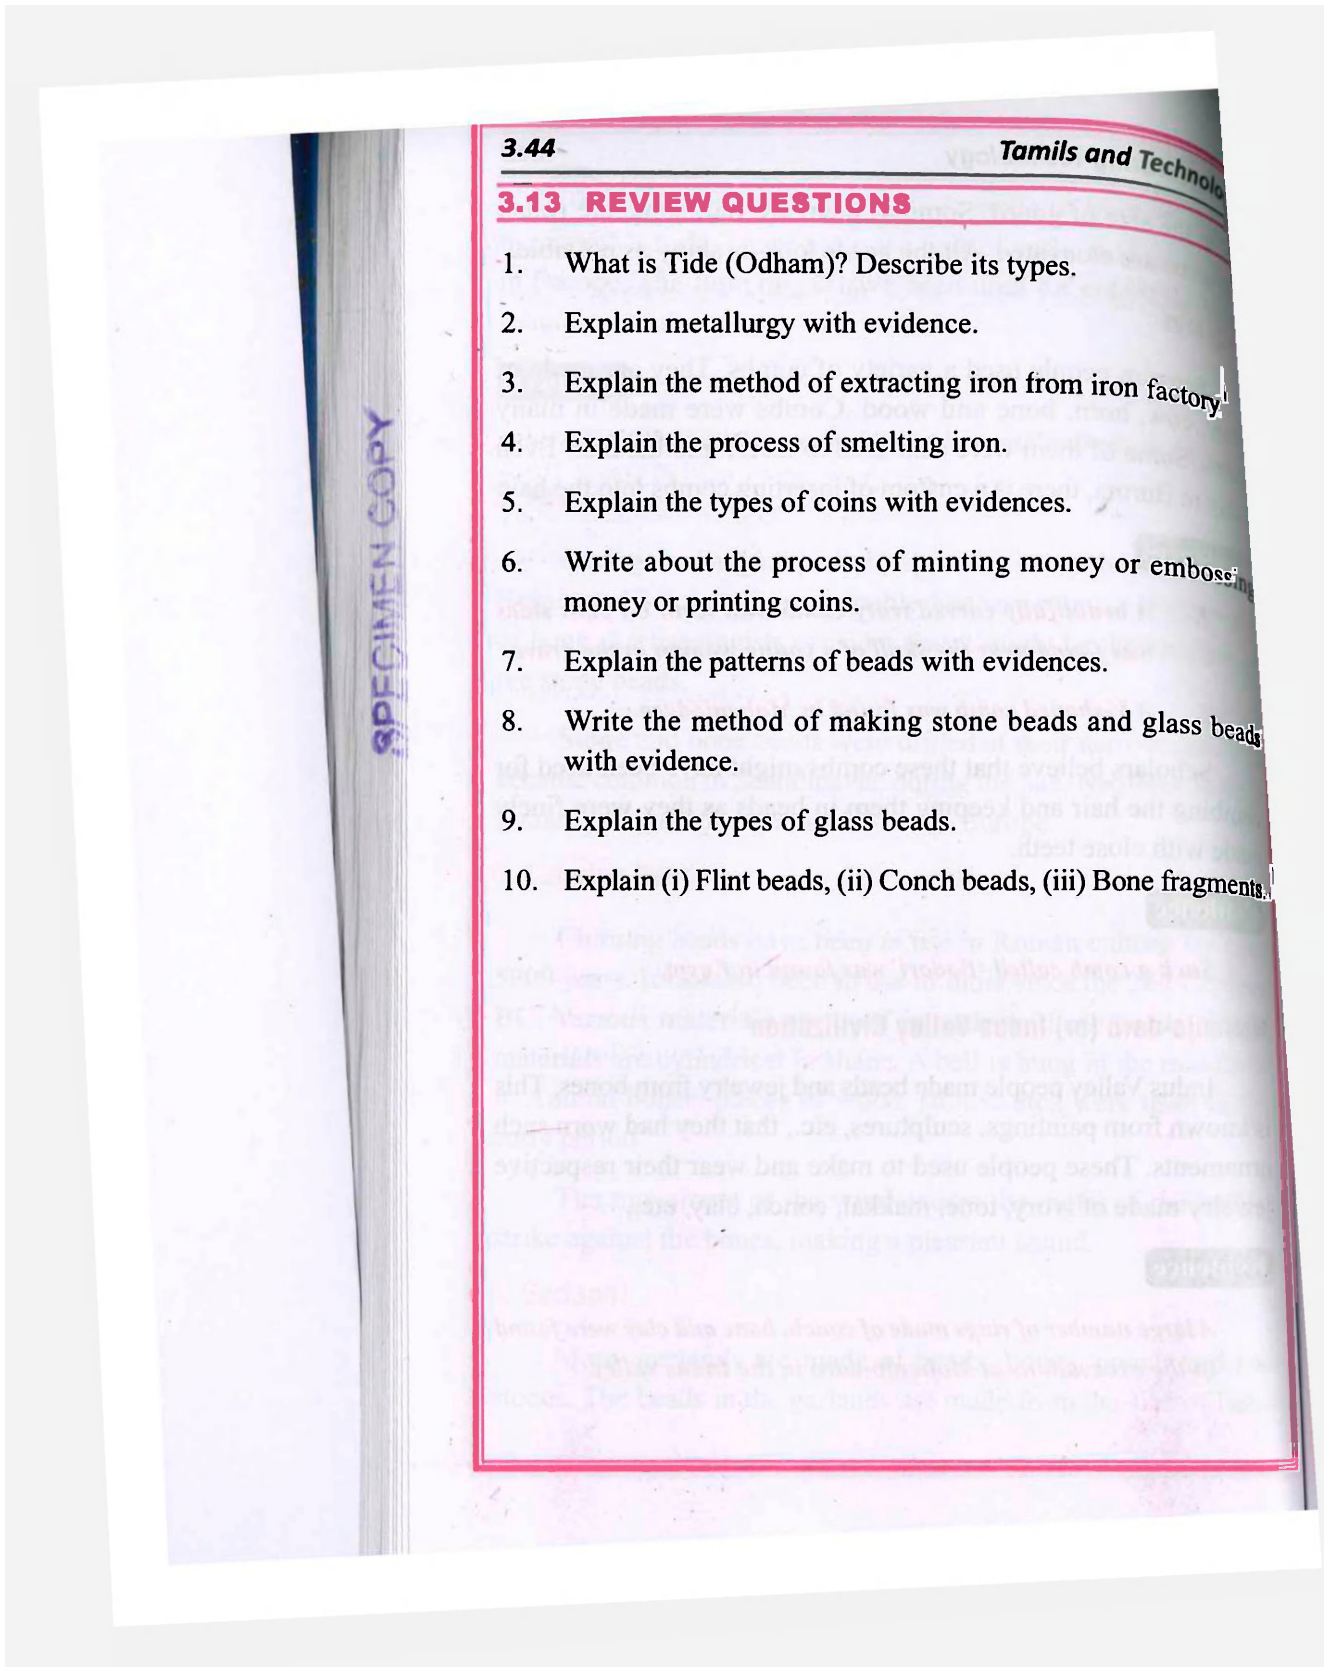 3.44
Tamils and Technolo
3.13 REVIEW QUESTIONS
1. What is Tide (Odham)? Describe its types.
2. Explain metallurgy with evidence.
3. Explain the method of extracting iron from iron factory
4. Explain the process of smelting iron.
5. Explain the types of coins with evidences.
6. Write about the process of minting money or embossing
money or printing coins.
7. Explain the patterns of beads with evidences.
8. Write the method of making stone beads and glass beads
with evidence.
9. Explain the types of glass beads.
10. Explain (i) Flint beads, (ii) Conch beads, (iii) Bone fragments.
SPECIMEN COPY